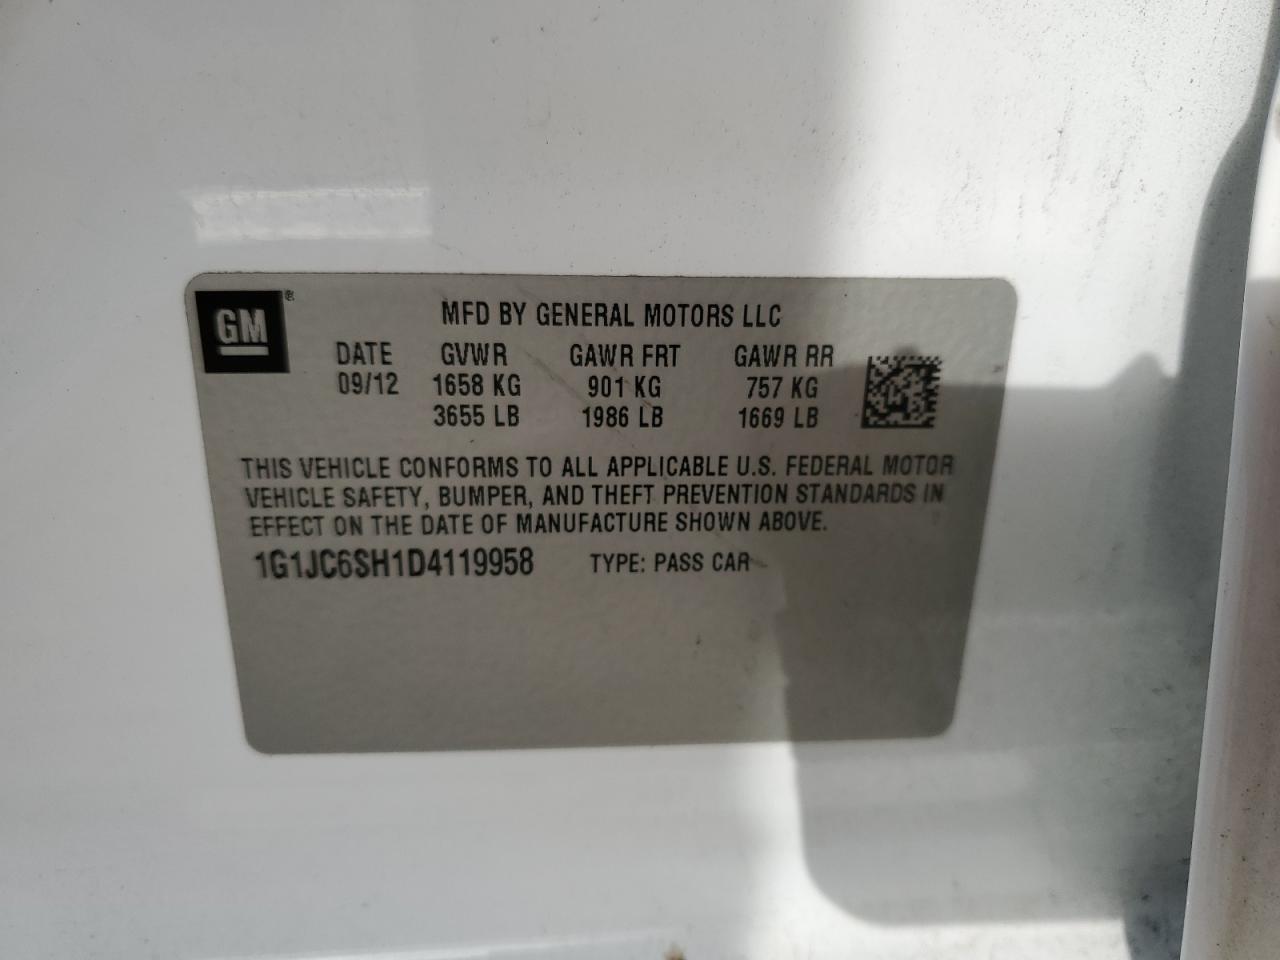 GM®
MFD BY GENERAL MOTORS LLC
DATE GVWR GAWR FRT GAWR RR
09/12 1658 KG 901 KG 757 KG
3655 LB 1986 LB 1669 LB
THIS VEHICLE CONFORMS TO ALL APPLICABLE U.S. FEDERAL MOTOR
VEHICLE SAFETY, BUMPER, AND THEFT PREVENTION STANDARDS IN
EFFECT ON THE DATE OF MANUFACTURE SHOWN ABOVE.
1G1JC6SH1D4119958 TYPE: PASS CAR